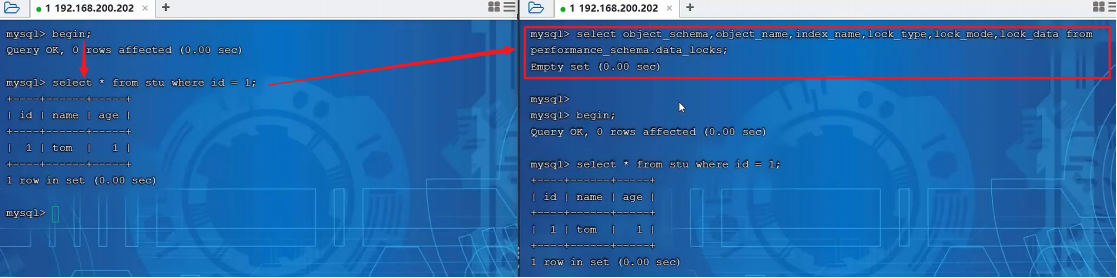 1 192.168.200.202
mysql> begin;
Query OK, 0 rows affected (0.00 sec)
mysql> select * from stu where id = 1;
+----+------+-----+
| id | name | age |
+----+------+-----+
| 1 | tom | 1 |
+----+------+-----+
1 row in set (0.00 sec)
mysql>
1 192.168.200.202
mysql> select object_schema,object_name,index_name,lock_type,lock_mode,lock_data from
performance_schema.data_locks;
Empty set (0.00 sec)
mysql>
mysql> begin;
Query OK, 0 rows affected (0.00 sec)
mysql> select * from stu where id = 1;
+----+------+-----+
| id | name | age |
+----+------+-----+
| 1 | tom | 1 |
+----+------+-----+
1 row in set (0.00 sec)